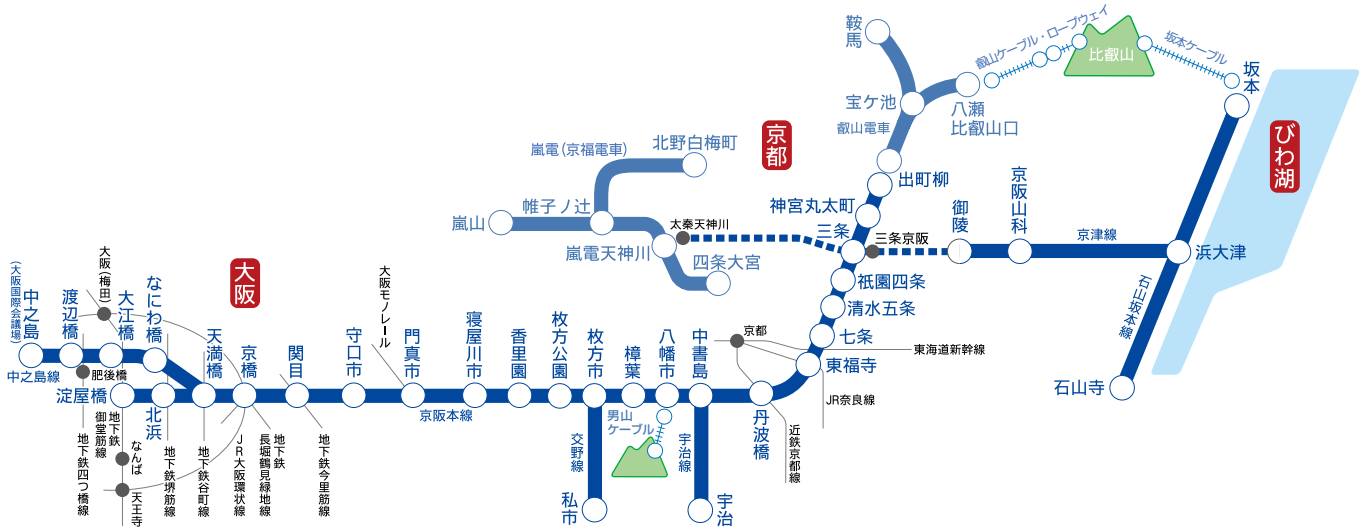 鞍馬
叡山ケーブル・ロープウェイ
比叡山
坂本ケーブル
坂本
宝ケ池
八瀬
比叡山口
叡山電車
びわ湖
京都
嵐電(京福電車)
北野白梅町
出町柳
京阪山科
御陵
神宮丸太町
嵐山
帷子ノ辻
太秦天神川
三条
三条京阪
京津線
浜大津
嵐電天神川
四条大宮
祇園四条
清水五条
七条
東福寺
石山坂本線
石山寺
京都
東海道新幹線
JR奈良線
大阪
(大阪国際会議場)
中之島
渡辺橋
大阪(梅田)
大江橋
なにわ橋
天満橋
京橋
関目
守口市
大阪モノレール
門真市
寝屋川市
香里園
枚方公園
枚方市
樟葉
八幡市
中書島
中之島線
肥後橋
淀屋橋
北浜
京阪本線
丹波橋
男山
ケーブル
交野線
宇治線
近鉄京都線
私市
宇治
地下鉄四つ橋線
地下鉄
御堂筋線
なんば
天王寺
地下鉄堺筋線
地下鉄谷町線
JR大阪環状線
地下鉄
長堀鶴見緑地線
地下鉄今里筋線